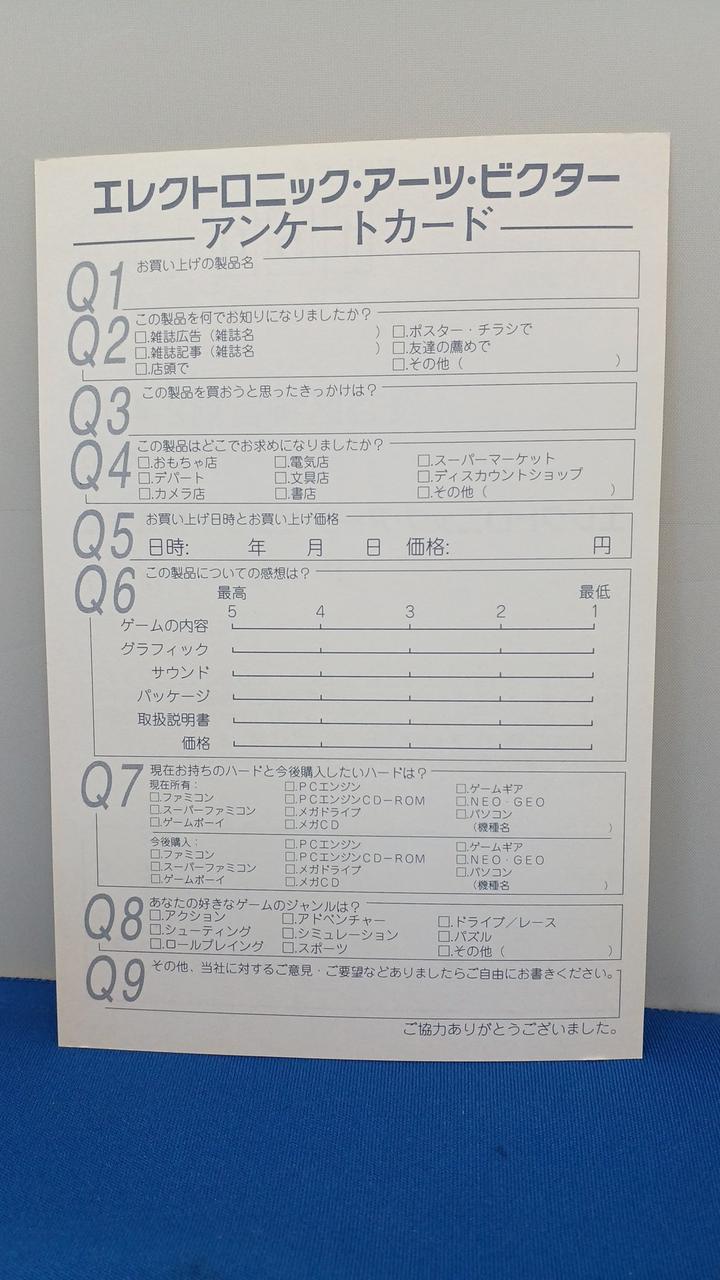 エレクトロニック・アーツ・ビクター
アンケートカード
Q1 お買い上げの製品名
Q2 この製品を何でお知りになりましたか？
□.雑誌広告（雑誌名　　　　）□.ポスター・チラシで
□.雑誌記事（雑誌名　　　　）□.友達の薦めで
□.店頭で　□.その他（　　　　）
Q3 この製品を買おうと思ったきっかけは？
Q4 この製品はどこでお求めになりましたか？
□.おもちゃ店　□.電気店　□.スーパーマーケット
□.デパート　□.文具店　□.ディスカウントショップ
□.カメラ店　□.書店　□.その他（　　　　）
Q5 お買い上げ日時とお買い上げ価格
日時:　　年　　月　　日　価格:　　　　円
Q6 この製品についての感想は？
最高　最低
5　4　3　2　1
ゲームの内容
グラフィック
サウンド
パッケージ
取扱説明書
価格
Q7 現在お持ちのハードと今後購入したいハードは？
現在所有：　□.PCエンジン　□.ゲームギア
□.ファミコン　□.PCエンジンCD−ROM　□.NEO・GEO
□.スーパーファミコン　□.メガドライブ　□.パソコン
□.ゲームボーイ　□.メガCD　（機種名　　　　）
今後購入；　□.PCエンジン　□.ゲームギア
□.ファミコン　□.PCエンジンCD−ROM　□.NEO・GEO
□.スーパーファミコン　□.メガドライブ　□.パソコン
□.ゲームボーイ　□.メガCD　（機種名　　　　）
Q8 あなたの好きなゲームのジャンルは？
□.アクション　□.アドベンチャー　□.ドライブ／レース
□.シューティング　□.シミュレーション　□.パズル
□.ロールプレイング　□.スポーツ　□.その他（　　　　）
Q9 その他、当社に対するご意見・ご要望などありましたらご自由にお書きください。
ご協力ありがとうございました。